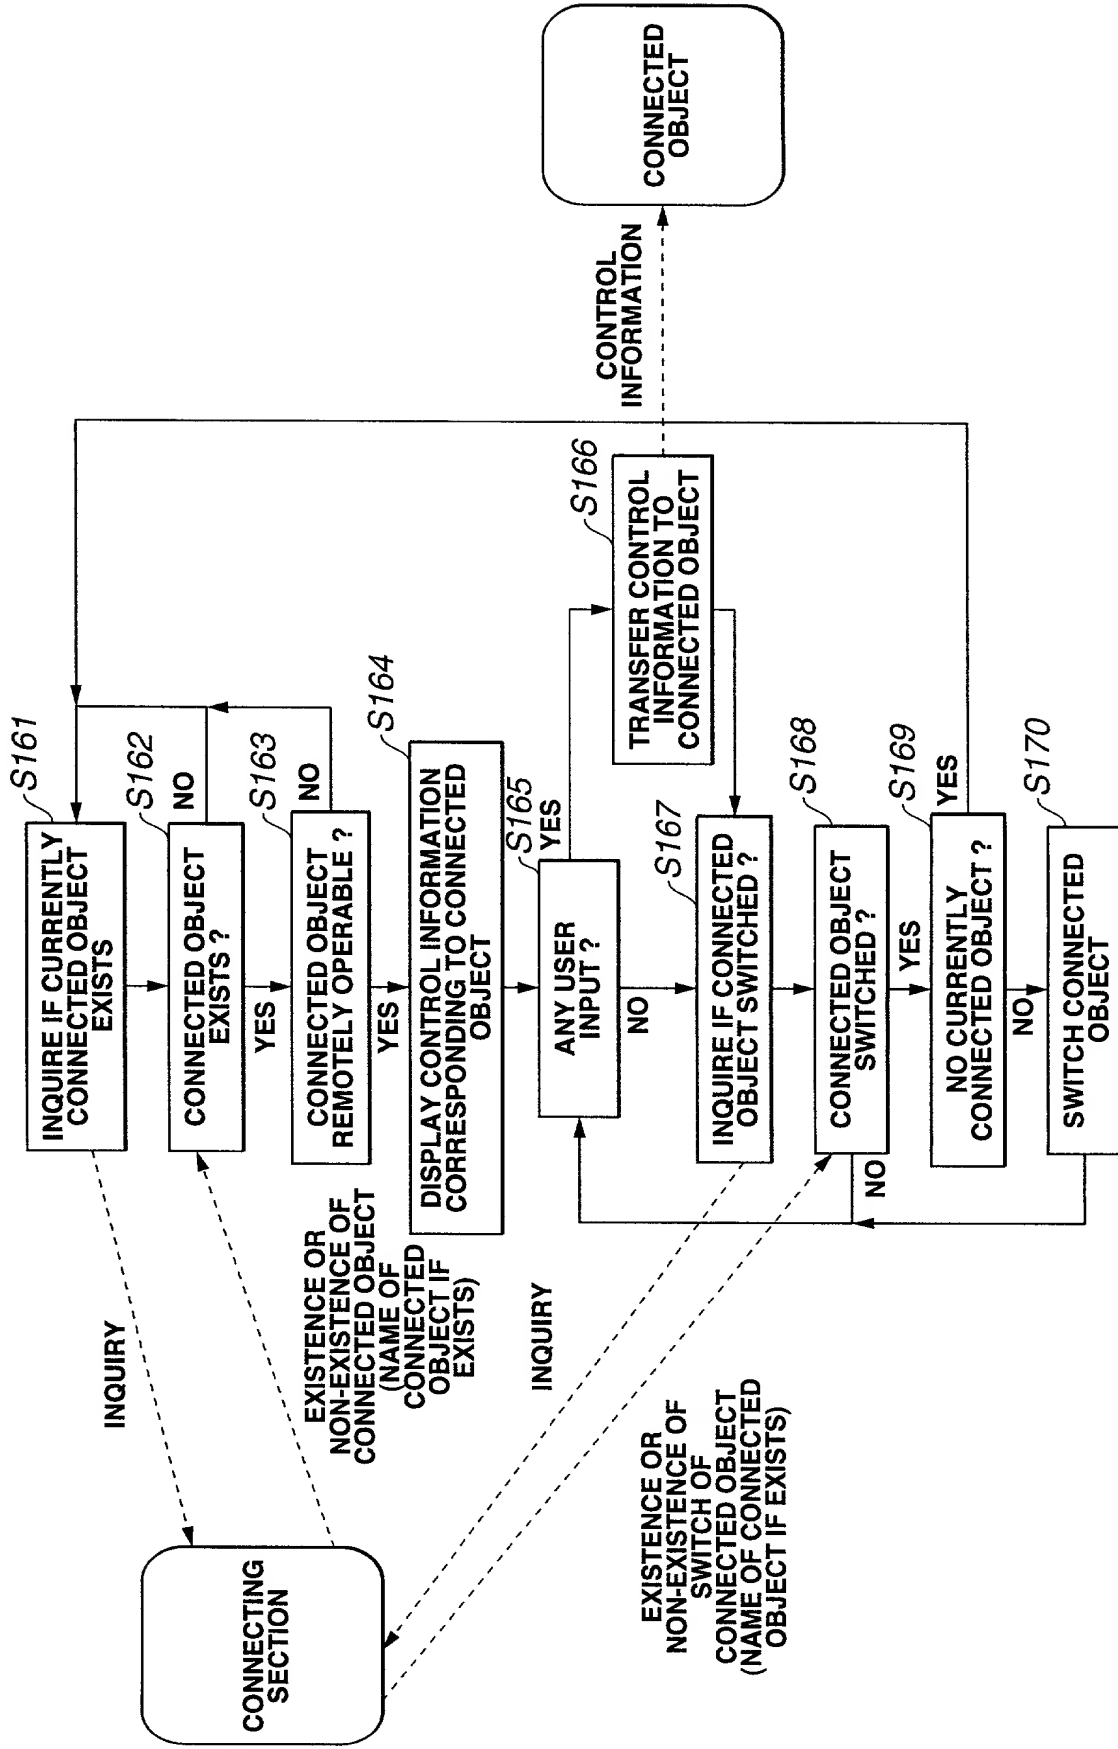 INQUIRE IF CURRENTLY
CONNECTED OBJECT
EXISTS
S161
CONNECTED OBJECT
EXISTS ?
S162
NO
YES
CONNECTED OBJECT
REMOTELY OPERABLE ?
S163
NO
YES
DISPLAY CONTROL INFORMATION
CORRESPONDING TO CONNECTED
OBJECT
S164
ANY USER
INPUT ?
S165
YES
NO
TRANSFER CONTROL
INFORMATION TO
CONNECTED OBJECT
S166
CONTROL
INFORMATION
CONNECTED
OBJECT
INQUIRE IF CONNECTED
OBJECT SWITCHED ?
S167
CONNECTED OBJECT
SWITCHED ?
S168
NO
YES
NO CURRENTLY
CONNECTED OBJECT ?
S169
YES
NO
SWITCH CONNECTED
OBJECT
S170
CONNECTING
SECTION
INQUIRY
EXISTENCE OR
NON-EXISTENCE OF
CONNECTED OBJECT
(NAME OF
CONNECTED
OBJECT IF
EXISTS)
INQUIRY
EXISTENCE OR
NON-EXISTENCE OF
SWITCH OF
CONNECTED OBJECT
(NAME OF CONNECTED
OBJECT IF EXISTS)